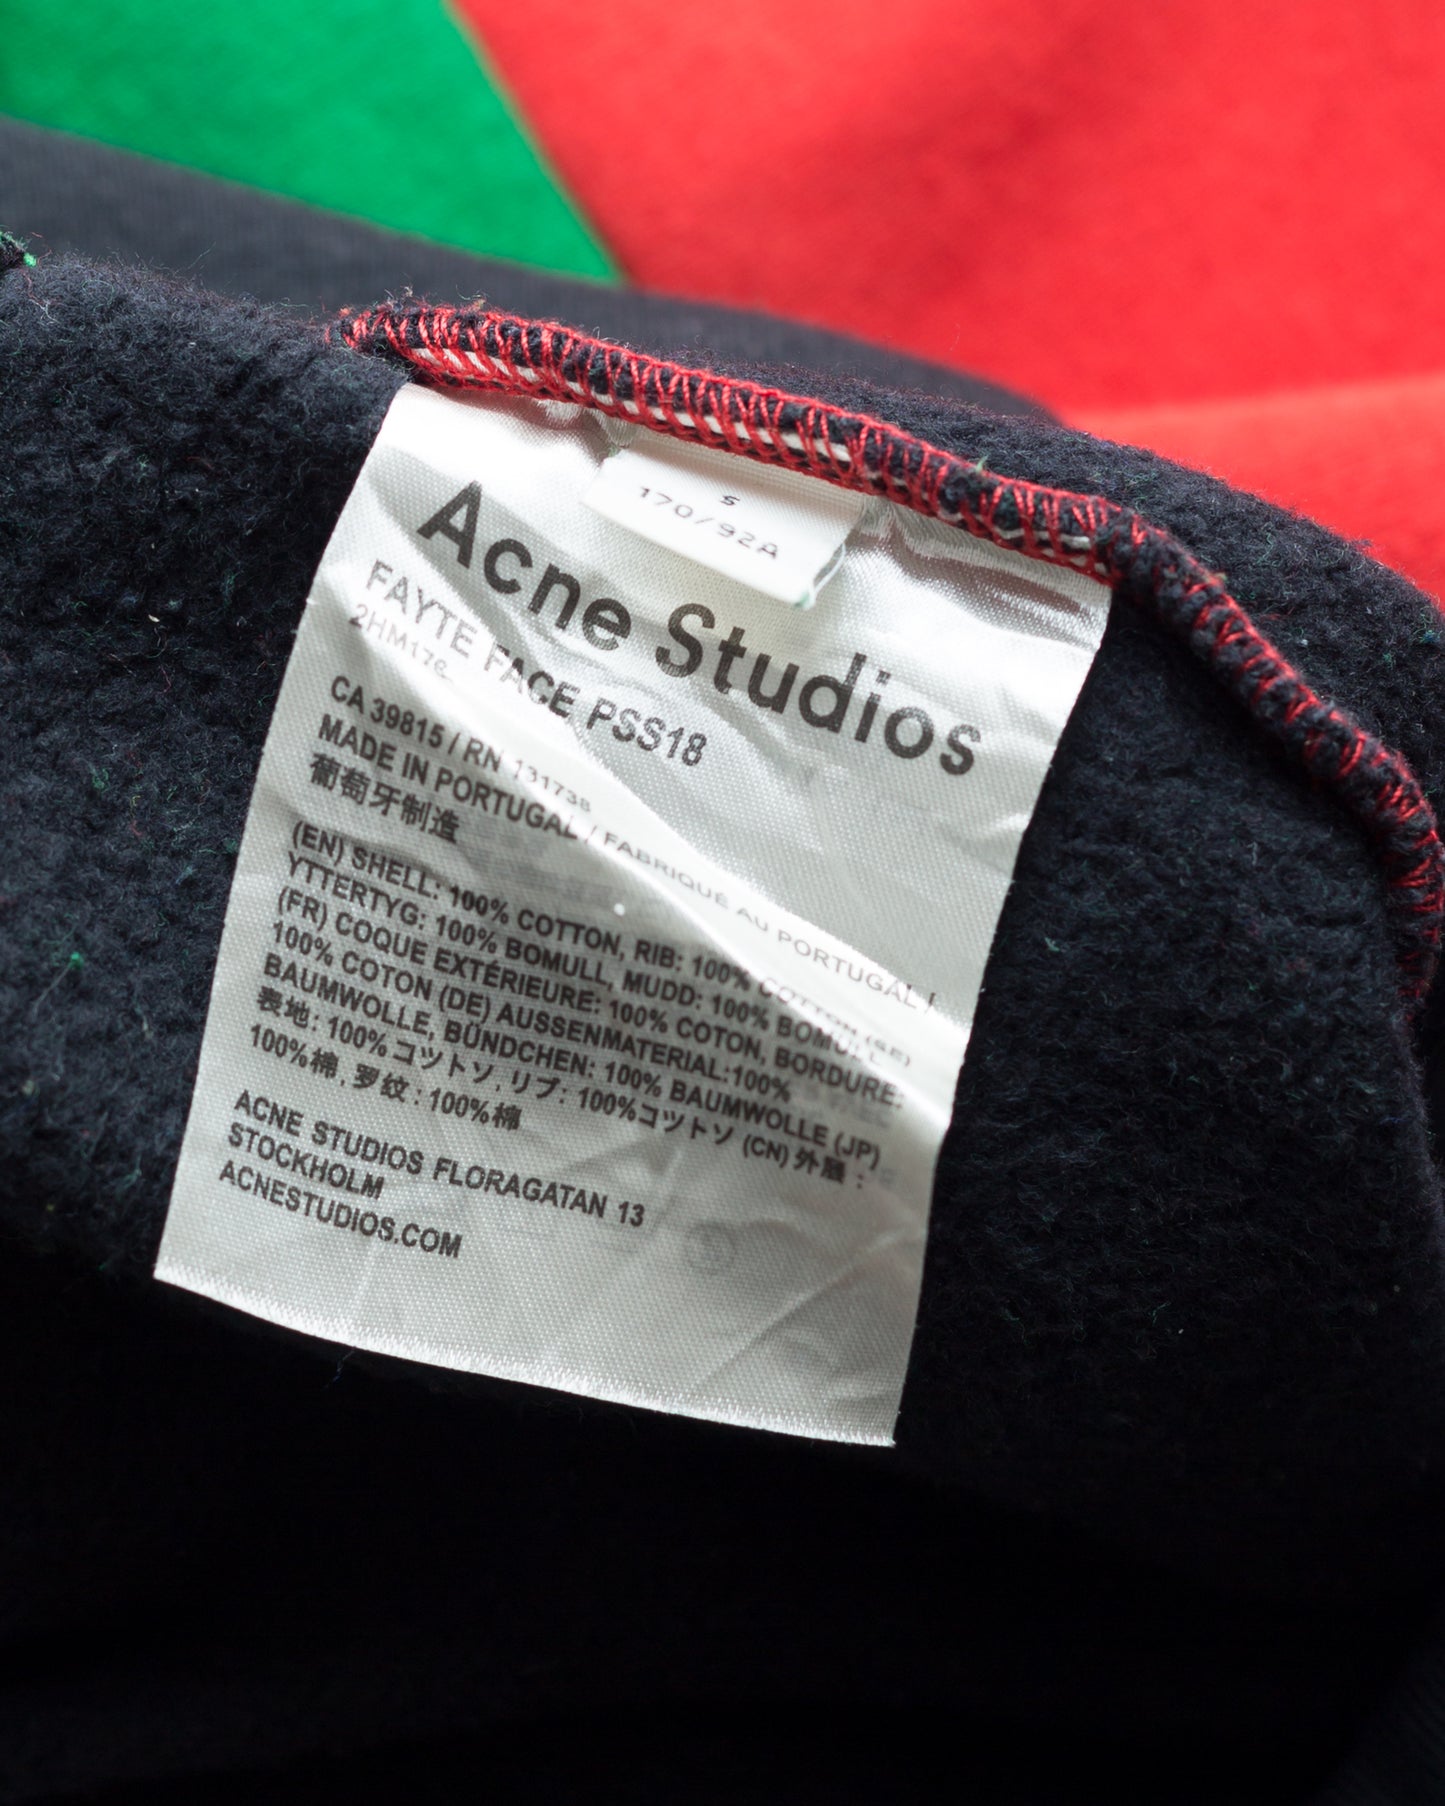 S
170/92A
Acne Studios
FAYTE FACE PSS18
2HM176
CA 39815 / RN 131738
MADE IN PORTUGAL / FABRIQUÉ AU PORTUGAL /
葡萄牙制造
(EN) SHELL: 100% COTTON, RIB: 100% COTTON (SE)
YTTERTYG: 100% BOMULL, MUDD: 100% BOMULL
(FR) COQUE EXTÉRIEURE: 100% COTON, BORDURE:
100% COTON (DE) AUSSENMATERIAL:100%
BAUMWOLLE, BÜNDCHEN: 100% BAUMWOLLE (JP)
表地: 100%コツトソ, リブ: 100%コツトソ (CN) 外层 :
100%棉, 罗纹 : 100%棉
ACNE STUDIOS FLORAGATAN 13
STOCKHOLM
ACNESTUDIOS.COM